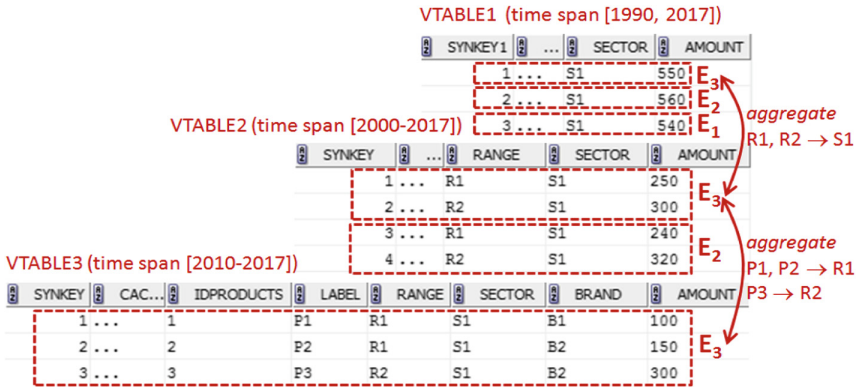 VTABLE1 (time span [1990, 2017])
SYNKEY1 ... SECTOR AMOUNT
1 ... S1 550 E3
2 ... S1 560 E2
3 ... S1 540 E1
aggregate
R1, R2 → S1
VTABLE2 (time span [2000-2017])
SYNKEY ... RANGE SECTOR AMOUNT
1 ... R1 S1 250
2 ... R2 S1 300
E3
3 ... R1 S1 240
4 ... R2 S1 320
E2
aggregate
P1, P2 → R1
P3 → R2
VTABLE3 (time span [2010-2017])
SYNKEY CAC... IDPRODUCTS LABEL RANGE SECTOR BRAND AMOUNT
1 ... 1 P1 R1 S1 B1 100
2 ... 2 P2 R1 S1 B2 150
3 ... 3 P3 R2 S1 B2 300
E3